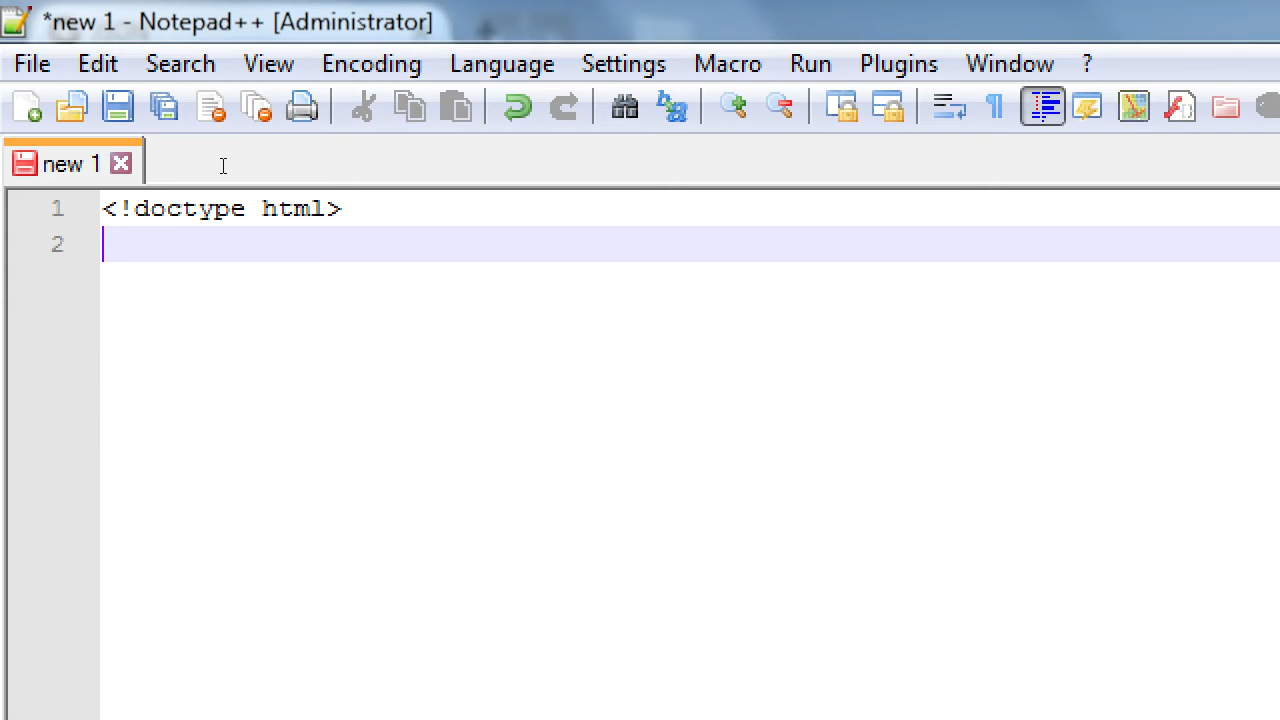 *new 1 - Notepad++ [Administrator]
File Edit Search View Encoding Language Settings Macro Run Plugins Window ?
new 1
1 <!doctype html>
2